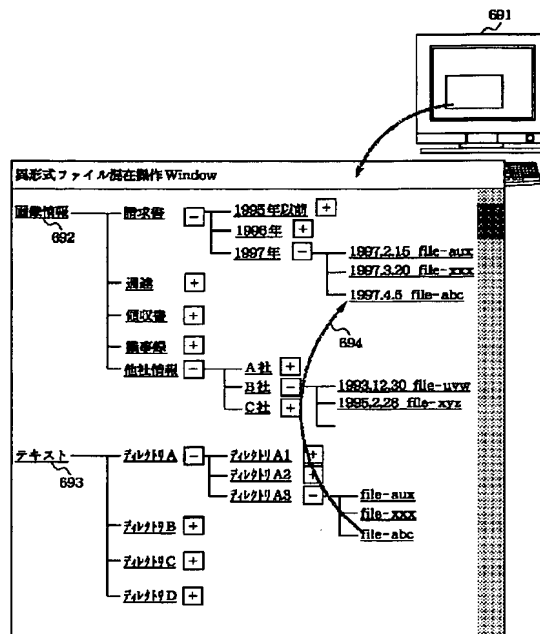 691
異形式ファイル混在操作Window
画像情報
692
請求書 −
1995年以前 +
1996年 +
1997年 −
1997.2.15 file-aux
1997.3.20 file-xxx
1997.4.5 file-abc
694
+
領収書 +
議事録 +
他社情報 −
A社 +
B社 −
1993.12.30 file-uvw
1995.2.28 file-xyz
C社 +
テキスト
693
ディレクトリA −
ディレクトリA1 +
ディレクトリA2 +
ディレクトリA3 −
file-aux
file-xxx
file-abc
ディレクトリB +
ディレクトリC +
ディレクトリD +